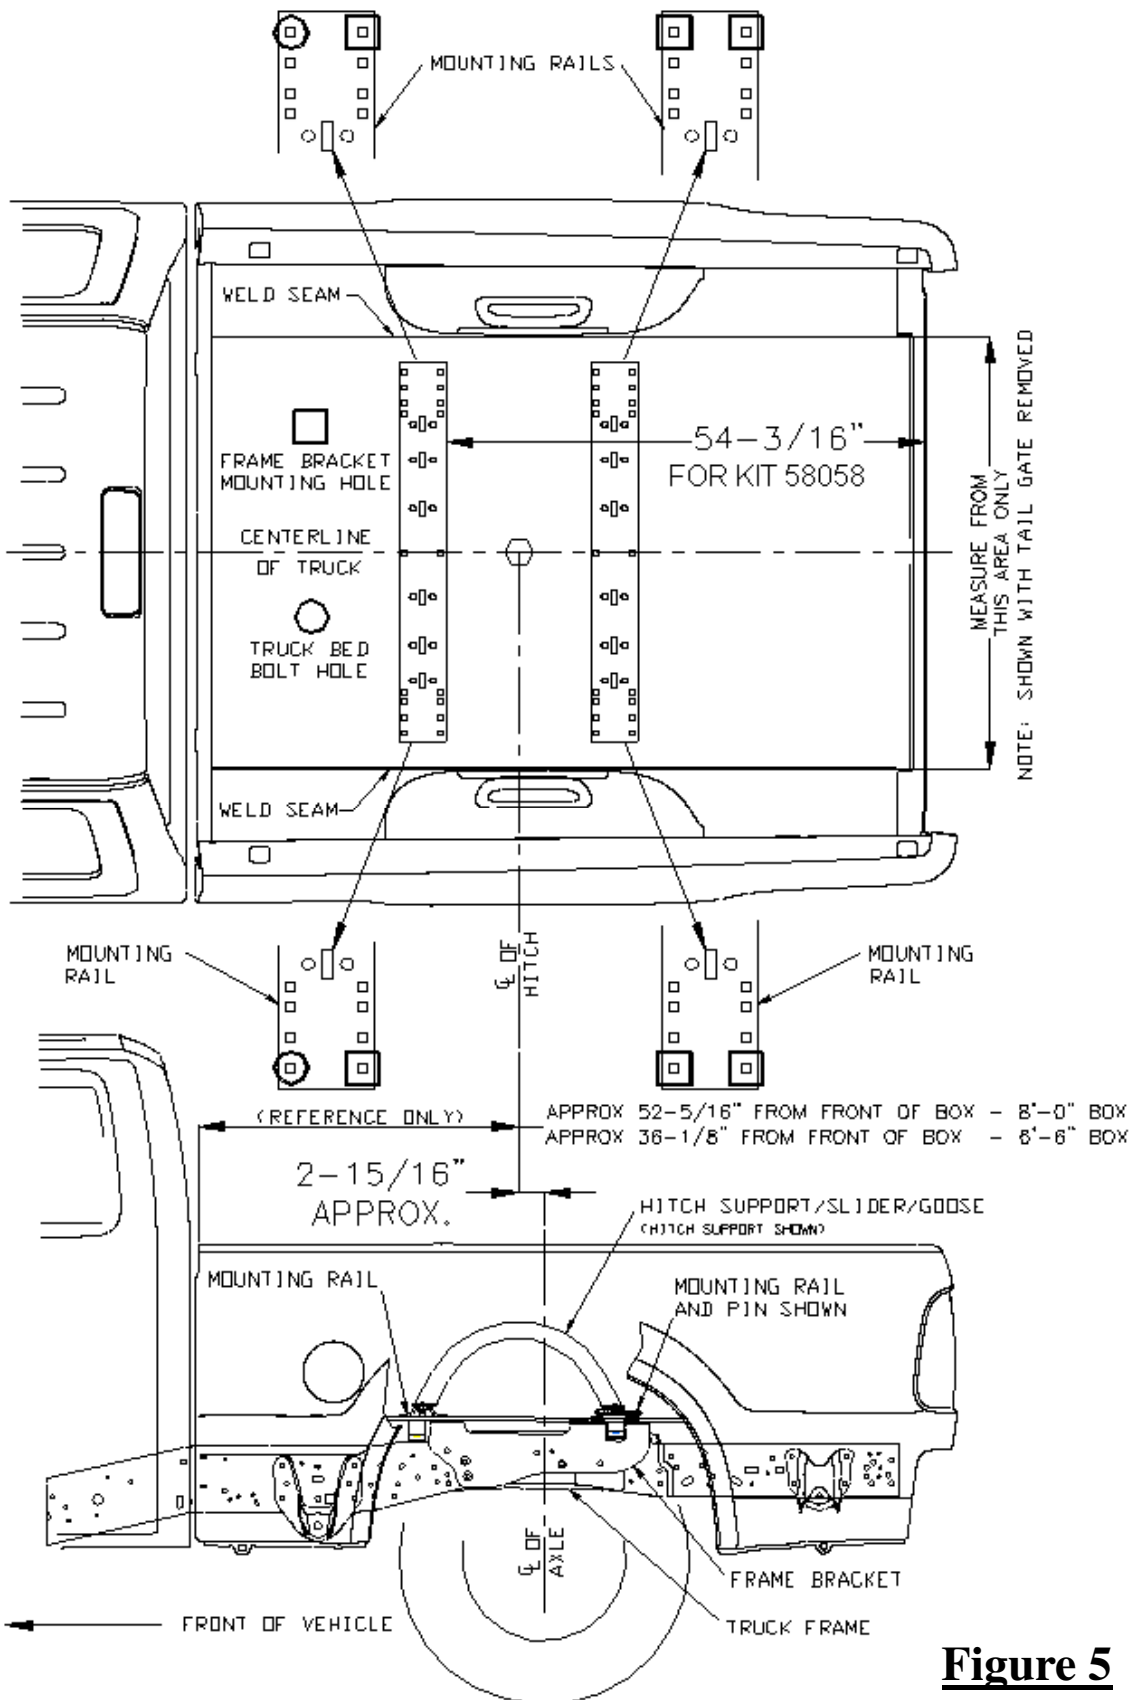 MOUNTING RAILS
WELD SEAM
54-3/16"
FOR KIT 58058
FRAME BRACKET
MOUNTING HOLE
CENTERLINE
OF TRUCK
TRUCK BED
BOLT HOLE
MEASURE FROM
THIS AREA ONLY
NOTE: SHOWN WITH TAIL GATE REMOVED
WELD SEAM
MOUNTING
RAIL
℄ OF
HITCH
MOUNTING
RAIL
(REFERENCE ONLY)
APPROX 52-5/16" FROM FRONT OF BOX - 8'-0" BOX
APPROX 36-1/8" FROM FRONT OF BOX - 6'-6" BOX
2-15/16"
APPROX.
HITCH SUPPORT/SLIDER/GOOSE
(HITCH SUPPORT SHOWN)
MOUNTING RAIL
MOUNTING RAIL
AND PIN SHOWN
℄ OF
AXLE
FRAME BRACKET
TRUCK FRAME
FRONT OF VEHICLE
Figure 5